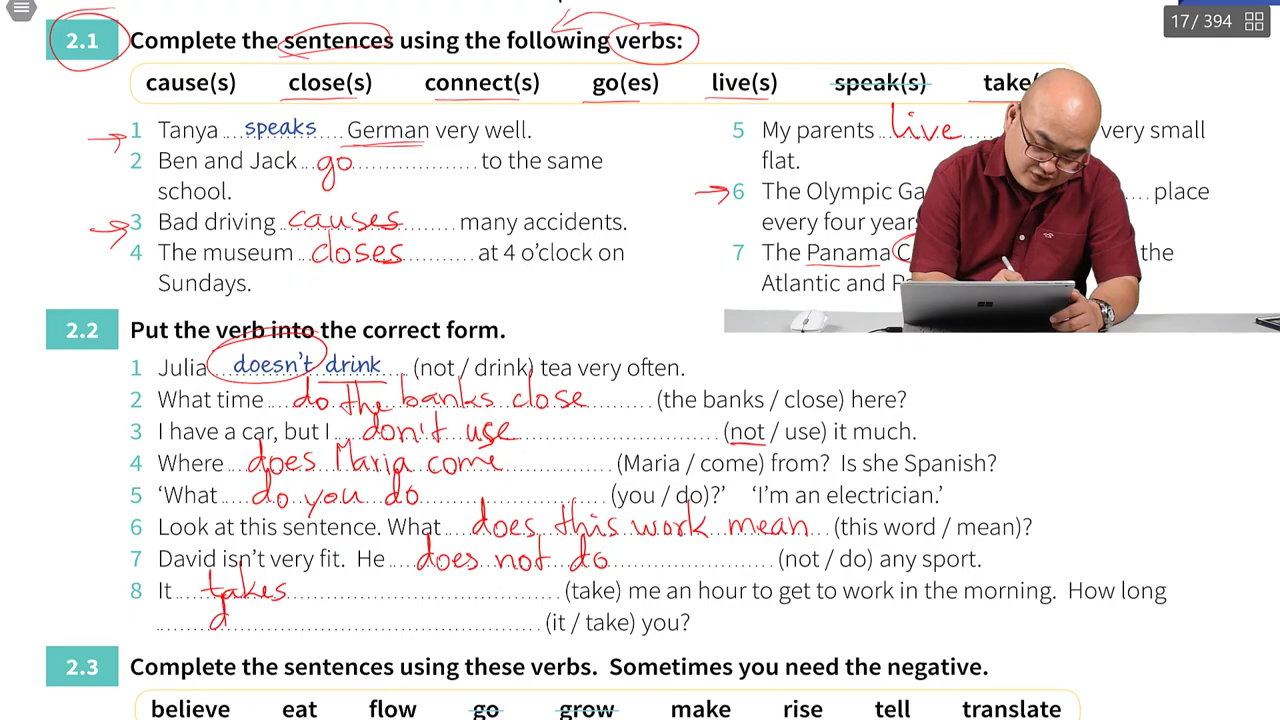 17 / 394
2.1 Complete the sentences using the following verbs:
cause(s) close(s) connect(s) go(es) live(s) speak(s) take(
1 Tanya speaks German very well.
2 Ben and Jack go to the same
school.
3 Bad driving causes many accidents.
4 The museum closes at 4 o'clock on
Sundays.
5 My parents live very small
flat.
6 The Olympic Ga place
every four year
7 The Panama C the
Atlantic and P
2.2 Put the verb into the correct form.
1 Julia doesn't drink (not / drink) tea very often.
2 What time do the banks close (the banks / close) here?
3 I have a car, but I don't use (not / use) it much.
4 Where does Maria come (Maria / come) from? Is she Spanish?
5 'What do you do (you / do)?' 'I'm an electrician.'
6 Look at this sentence. What does this work mean (this word / mean)?
7 David isn't very fit. He does not do (not / do) any sport.
8 It takes (take) me an hour to get to work in the morning. How long
d (it / take) you?
2.3 Complete the sentences using these verbs. Sometimes you need the negative.
believe eat flow go grow make rise tell translate